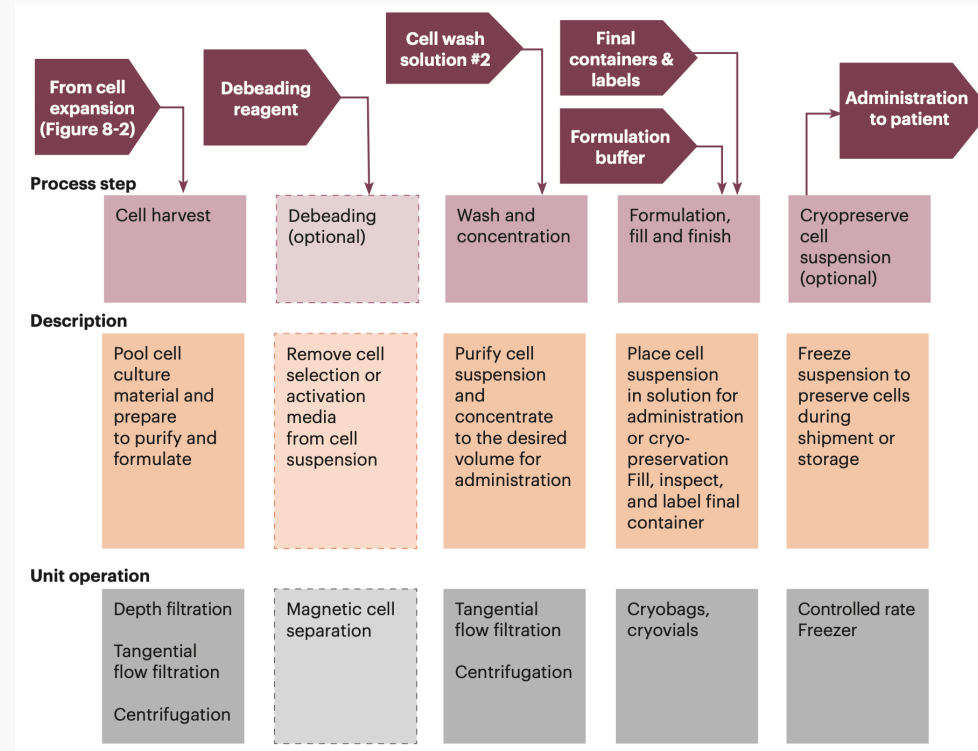 From cell
expansion
(Figure 8-2)
Debeading
reagent
Cell wash
solution #2
Final
containers &
labels
Formulation
buffer
Administration
to patient
Process step
Cell harvest
Debeading
(optional)
Wash and
concentration
Formulation,
fill and finish
Cryopreserve
cell
suspension
(optional)
Description
Pool cell
culture
material and
prepare
to purify and
formulate
Remove cell
selection or
activation
media
from cell
suspension
Purify cell
suspension
and
concentrate
to the desired
volume for
administration
Place cell
suspension
in solution for
administration
or cryo-
preservation
Fill, inspect,
and label final
container
Freeze
suspension to
preserve cells
during
shipment or
storage
Unit operation
Depth filtration
Tangential
flow filtration
Centrifugation
Magnetic cell
separation
Tangential
flow filtration
Centrifugation
Cryobags,
cryovials
Controlled rate
Freezer